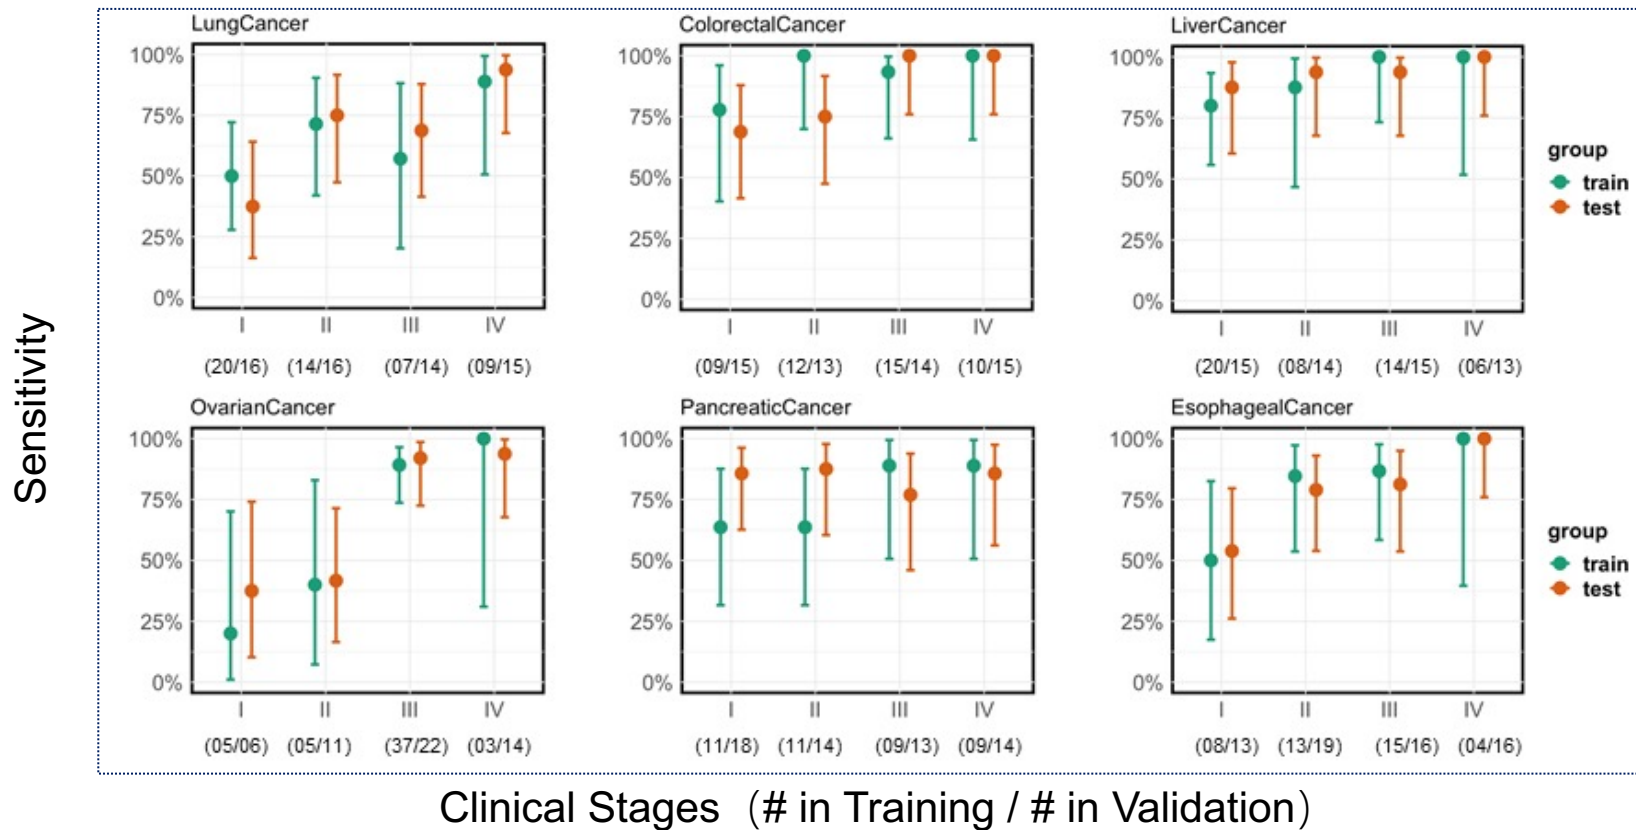 Sensitivity
LungCancer
100%
75%
50%
25%
0%
I II III IV
(20/16) (14/16) (07/14) (09/15)
ColorectalCancer
100%
75%
50%
25%
0%
I II III IV
(09/15) (12/13) (15/14) (10/15)
LiverCancer
100%
75%
50%
25%
0%
I II III IV
(20/15) (08/14) (14/15) (06/13)
group
train
test
OvarianCancer
100%
75%
50%
25%
0%
I II III IV
(05/06) (05/11) (37/22) (03/14)
PancreaticCancer
100%
75%
50%
25%
0%
I II III IV
(11/18) (11/14) (09/13) (09/14)
EsophagealCancer
100%
75%
50%
25%
0%
I II III IV
(08/13) (13/19) (15/16) (04/16)
group
train
test
Clinical Stages（# in Training / # in Validation）